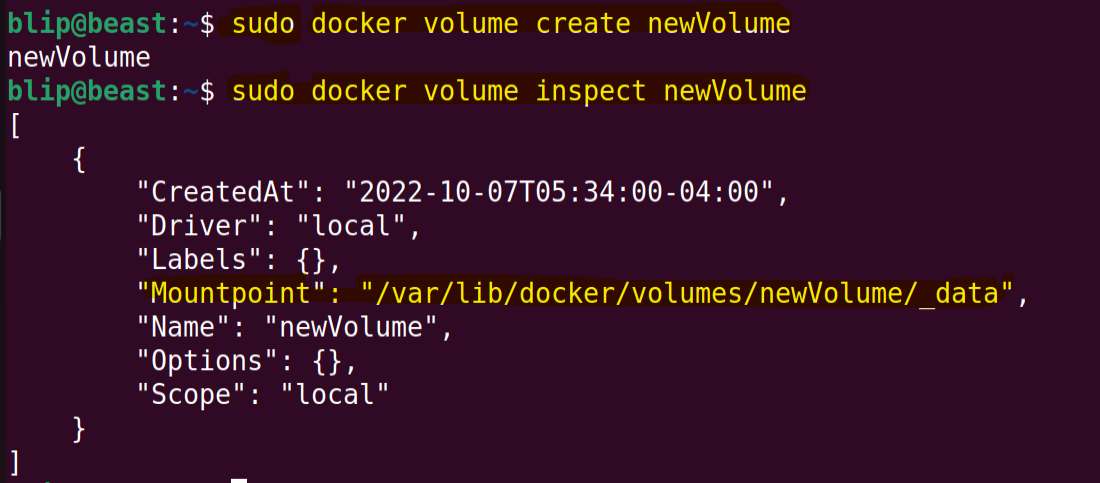 blip@beast:~$ sudo docker volume create newVolume
newVolume
blip@beast:~$ sudo docker volume inspect newVolume
[
    {
        "CreatedAt": "2022-10-07T05:34:00-04:00",
        "Driver": "local",
        "Labels": {},
        "Mountpoint": "/var/lib/docker/volumes/newVolume/_data",
        "Name": "newVolume",
        "Options": {},
        "Scope": "local"
    }
]